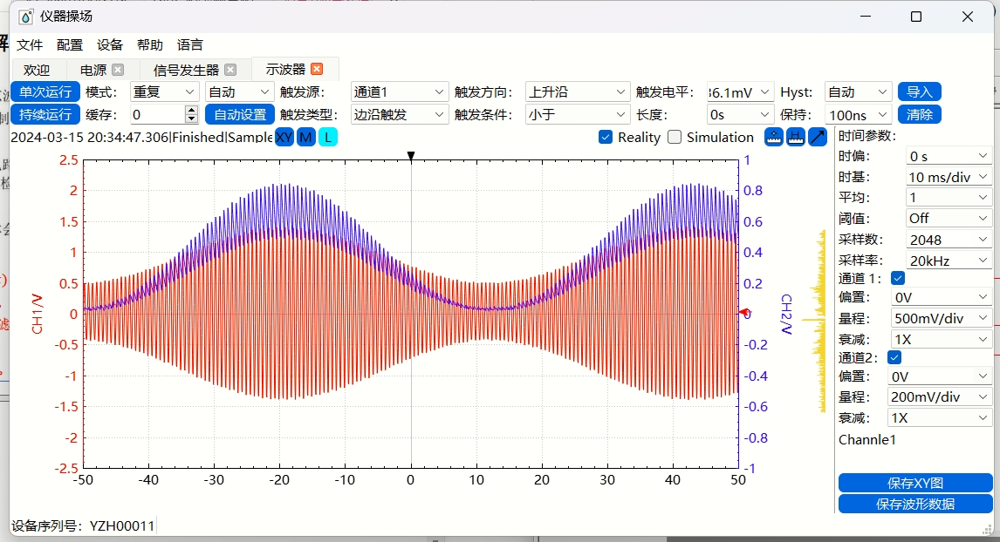 仪器操场
文件 配置 设备 帮助 语言
欢迎 电源 信号发生器 示波器
单次运行 模式： 重复 自动 触发源： 通道1 触发方向： 上升沿 触发电平： 36.1mV Hyst: 自动 导入
持续运行 缓存： 0 自动设置 触发类型： 边沿触发 触发条件： 小于 长度： 0s 保持： 100ns 清除
2024-03-15 20:34:47.306|Finished|Sample XY M L Reality Simulation
时间参数：
时偏： 0 s
时基： 10 ms/div
平均： 1
阈值： Off
采样数： 2048
采样率： 20kHz
通道 1：
偏置： 0V
量程： 500mV/div
衰减： 1X
通道2：
偏置： 0V
量程： 200mV/div
衰减： 1X
Channle1
保存XY图
保存波形数据
2.5
2
1.5
1
0.5
0
-0.5
-1
-1.5
-2
-2.5
CH1/V
1
0.8
0.6
0.4
0.2
0
-0.2
-0.4
-0.6
-0.8
-1
CH2/V
-50 -40 -30 -20 -10 0 10 20 30 40 50
设备序列号： YZH00011